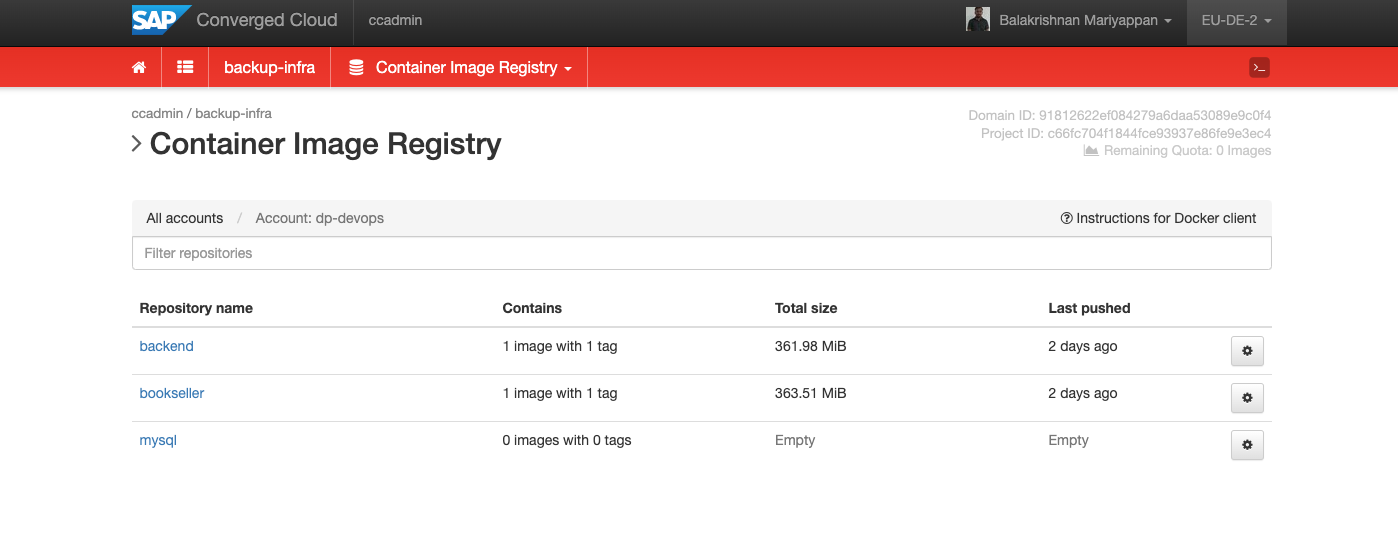 SAP Converged Cloud ccadmin Balakrishnan Mariyappan EU-DE-2
backup-infra Container Image Registry >_
ccadmin / backup-infra
Container Image Registry
Domain ID: 91812622ef084279a6daa53089e9c0f4
Project ID: c66fc704f1844fce93937e86fe9e3ec4
Remaining Quota: 0 Images
All accounts / Account: dp-devops ? Instructions for Docker client
Filter repositories
Repository name Contains Total size Last pushed
backend 1 image with 1 tag 361.98 MiB 2 days ago
bookseller 1 image with 1 tag 363.51 MiB 2 days ago
mysql 0 images with 0 tags Empty Empty